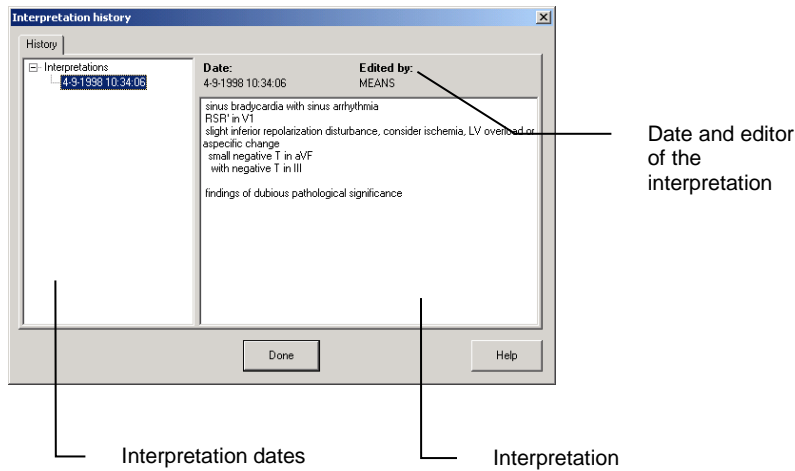 Interpretation history
History
Interpretations
4-9-1998 10:34:06
Date:
Edited by:
4-9-1998 10:34:06
MEANS
sinus bradycardia with sinus arrhythmia
RSR' in V1
slight inferior repolarization disturbance, consider ischemia, LV overload or
aspecific change
small negative T in aVF
with negative T in III
findings of dubious pathological significance
Done
Help
Date and editor
of the
interpretation
Interpretation dates
Interpretation